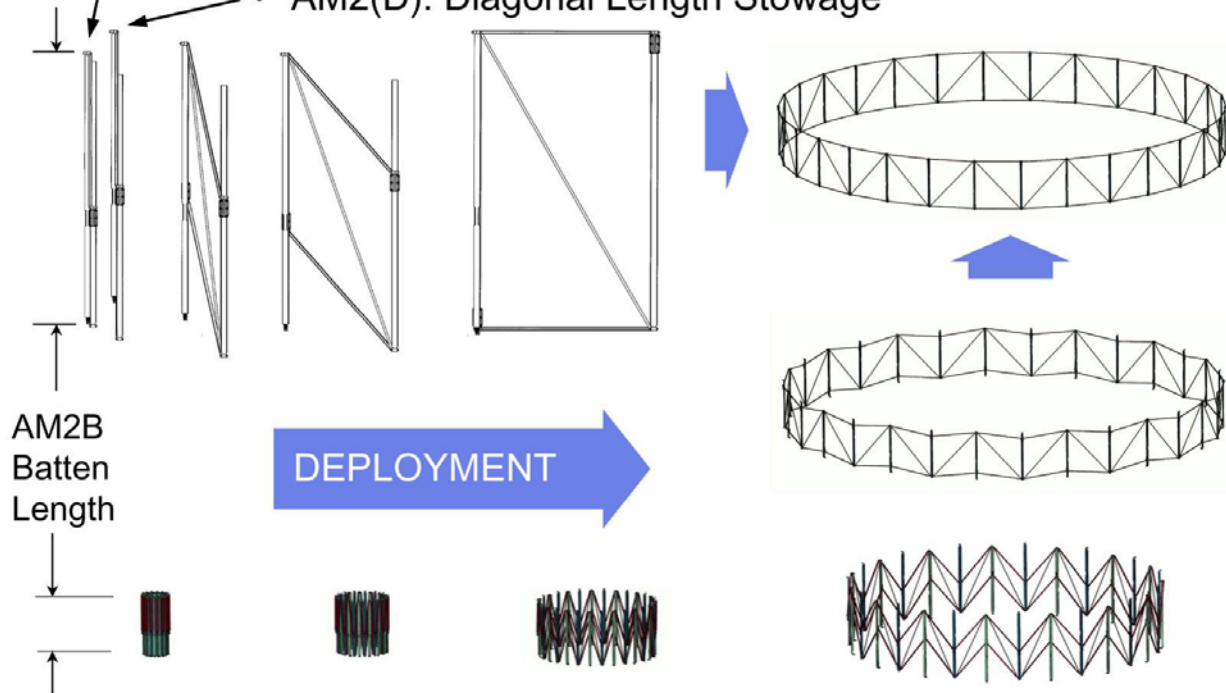 AM2(D): Diagonal Length Stowage
AM2B
Batten
Length
DEPLOYMENT